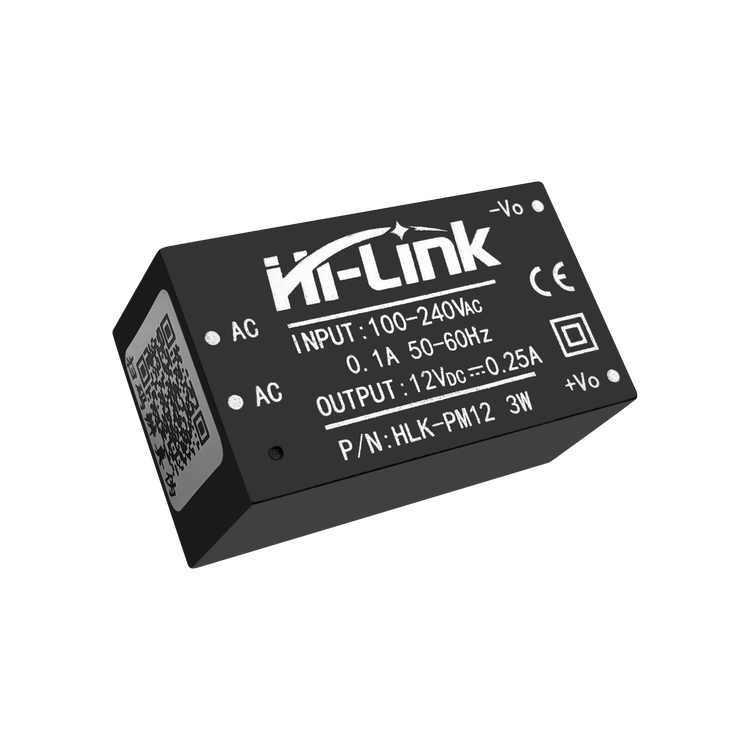 -Vo
Hi-Link
CE
AC
INPUT:100-240VAC
0.1A 50-60Hz
AC
OUTPUT:12VDC⎓0.25A
+Vo
P/N:HLK-PM12 3W